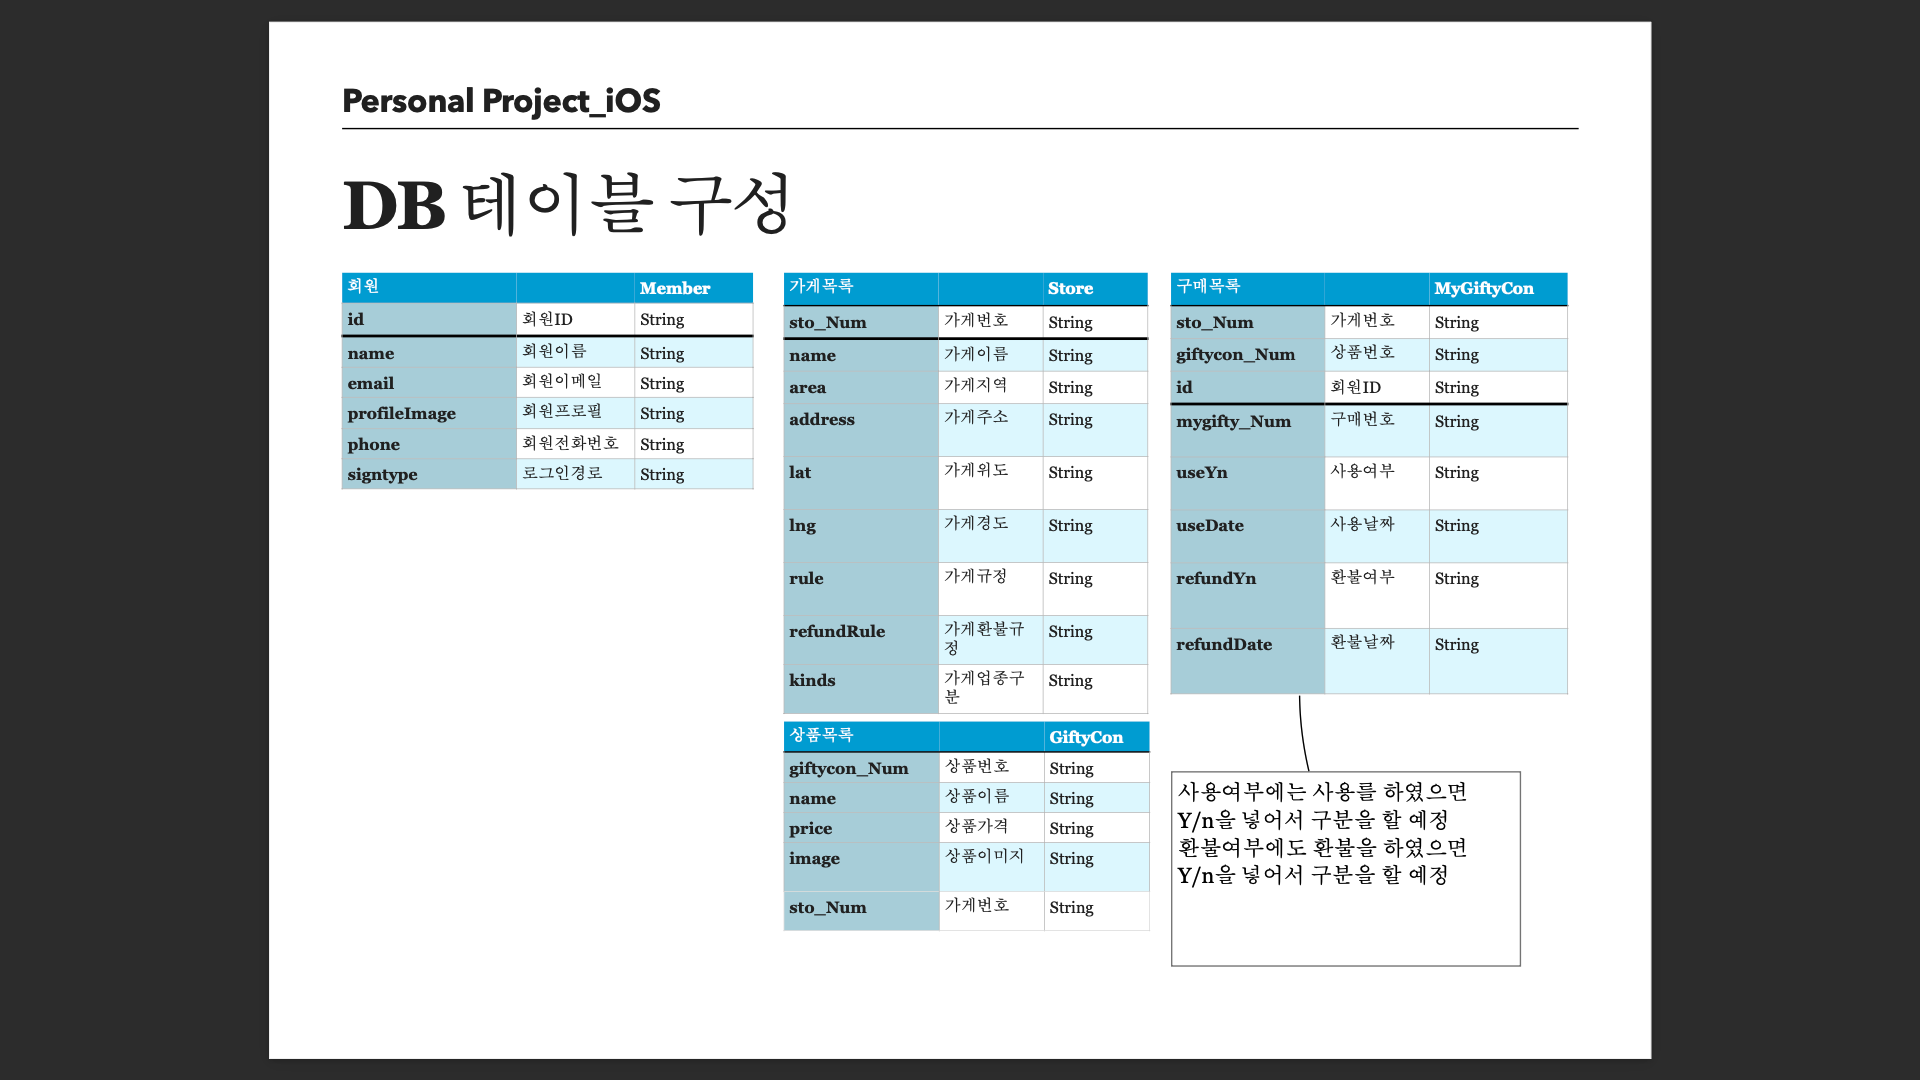 Personal Project_iOS
DB 테이블 구성
회원 Member
id 회원ID String
name 회원이름 String
email 회원이메일 String
profileImage 회원프로필 String
phone 회원전화번호 String
signtype 로그인경로 String
가게목록 Store
sto_Num 가게번호 String
name 가게이름 String
area 가게지역 String
address 가게주소 String
lat 가게위도 String
lng 가게경도 String
rule 가게규정 String
refundRule 가게환불규 String
정
kinds 가게업종구 String
분
상품목록 GiftyCon
giftycon_Num 상품번호 String
name 상품이름 String
price 상품가격 String
image 상품이미지 String
sto_Num 가게번호 String
구매목록 MyGiftyCon
sto_Num 가게번호 String
giftycon_Num 상품번호 String
id 회원ID String
mygifty_Num 구매번호 String
useYn 사용여부 String
useDate 사용날짜 String
refundYn 환불여부 String
refundDate 환불날짜 String
사용여부에는 사용를 하였으면
Y/n을 넣어서 구분을 할 예정
환불여부에도 환불을 하였으면
Y/n을 넣어서 구분을 할 예정